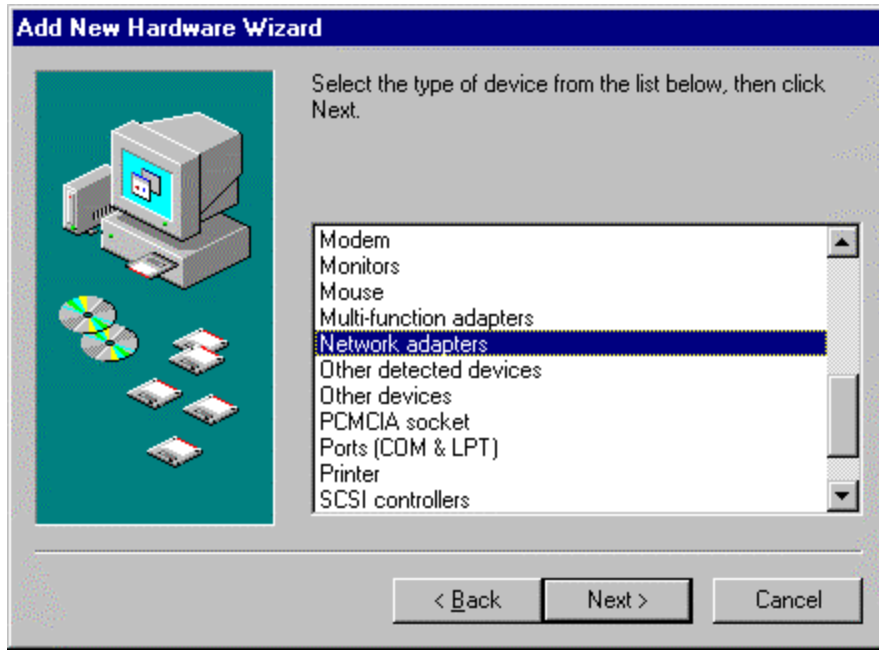 Add New Hardware Wizard
Select the type of device from the list below, then click
Next.
Modem
Monitors
Mouse
Multi-function adapters
Network adapters
Other detected devices
Other devices
PCMCIA socket
Ports (COM & LPT)
Printer
SCSI controllers
< Back Next > Cancel